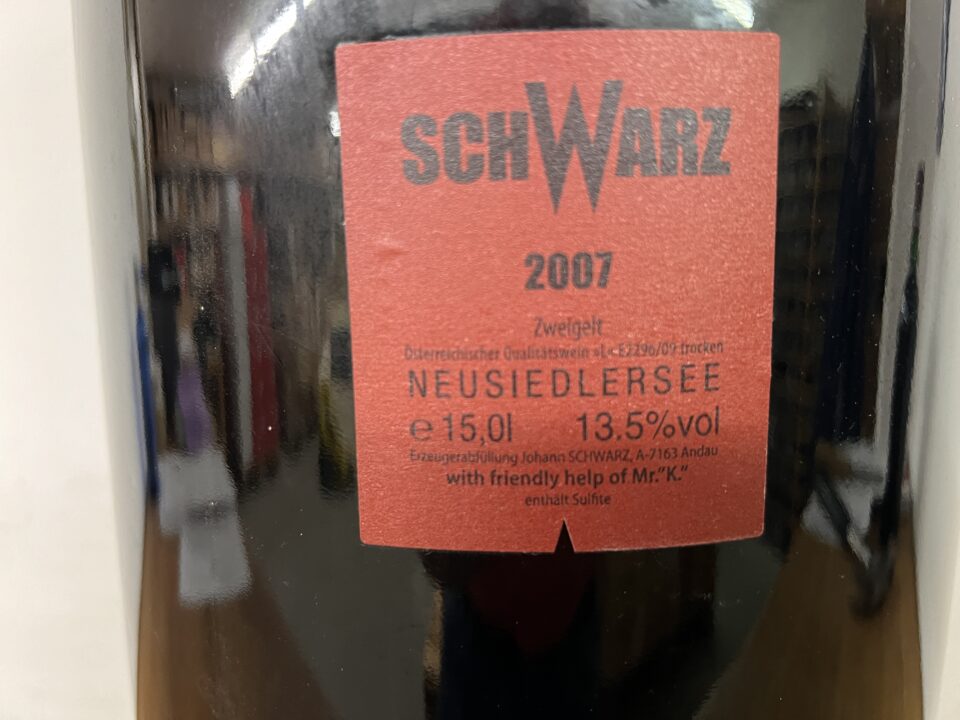 SCHWARZ
2007
Zweigelt
Österreichischer Qualitätswein »L« E2296/09 trocken
NEUSIEDLERSEE
℮ 15,0l 13.5%vol
Erzeugerabfüllung Johann SCHWARZ, A-7163 Andau
with friendly help of Mr."K."
enthält Sulfite